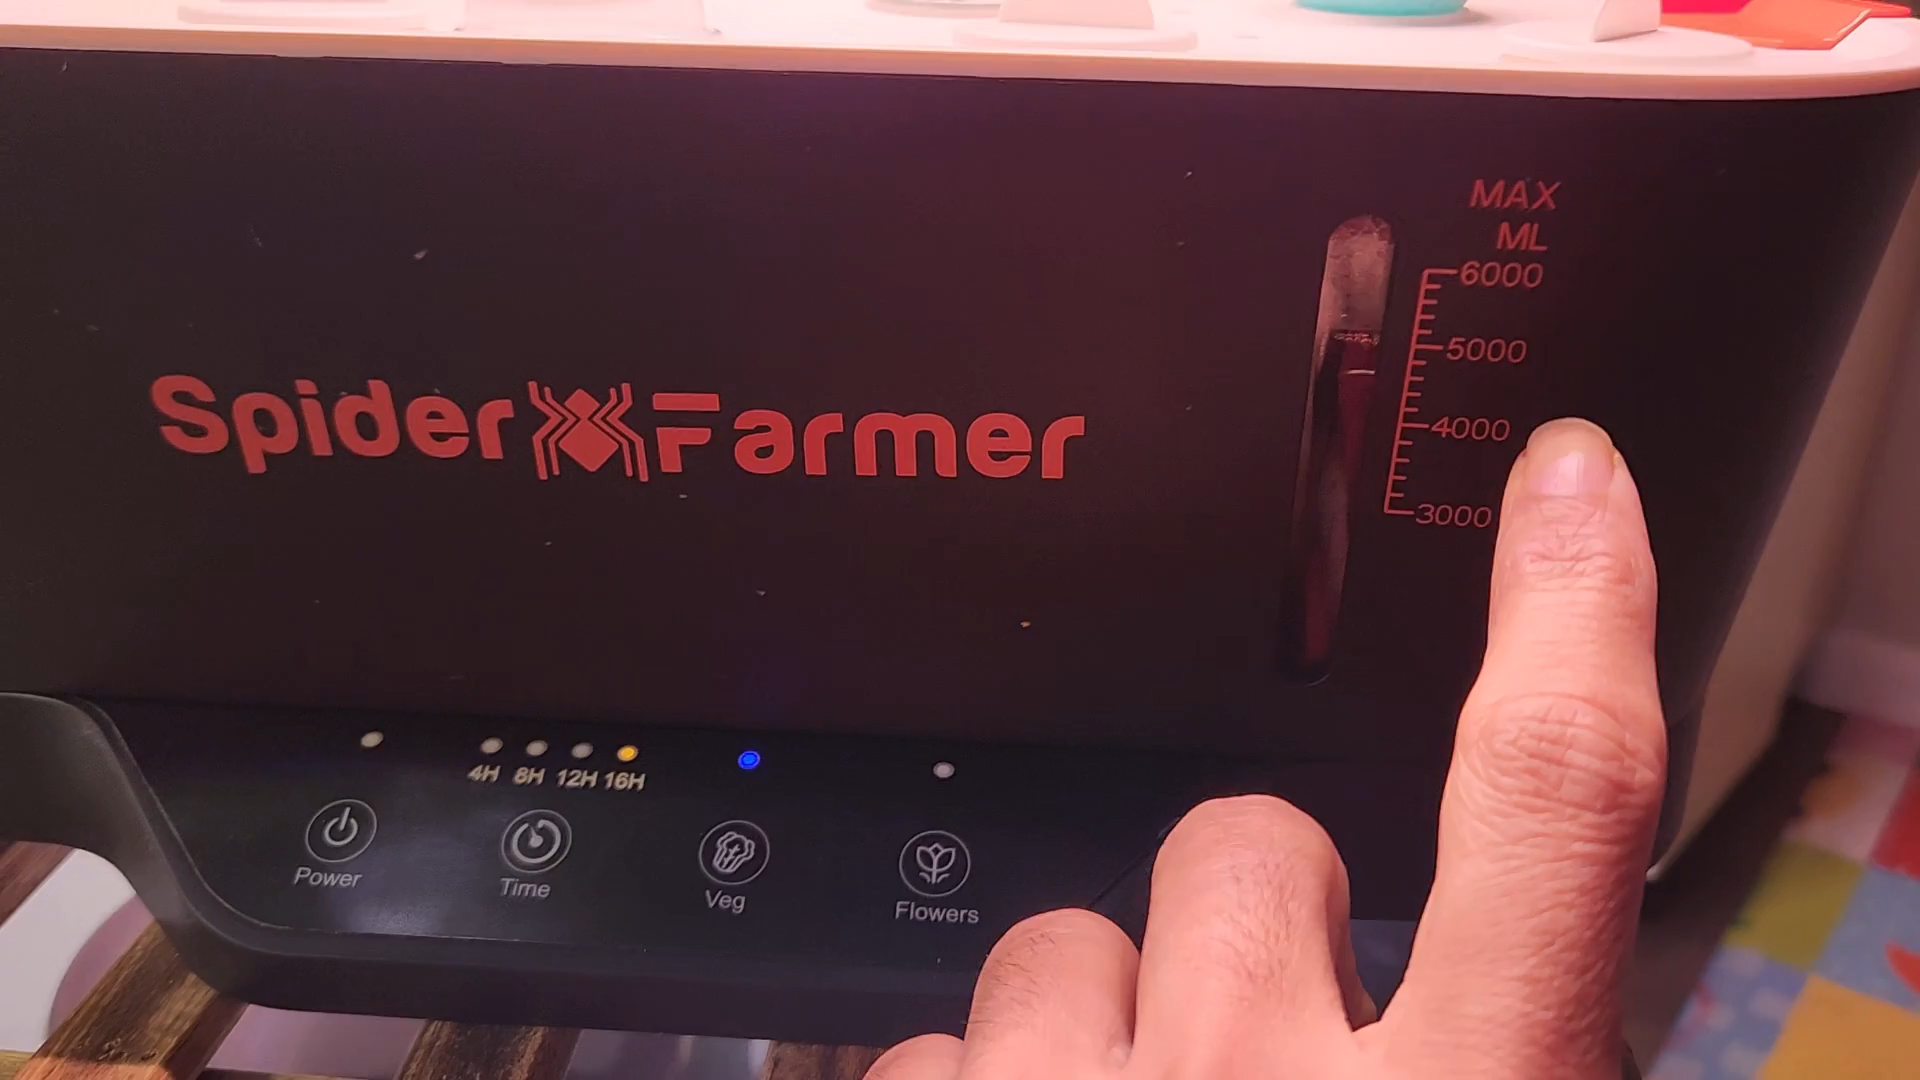 MAX
ML
6000
5000
Spider Farmer
4000
3000
4H 8H 12H 16H
Power
Time
Veg
Flowers